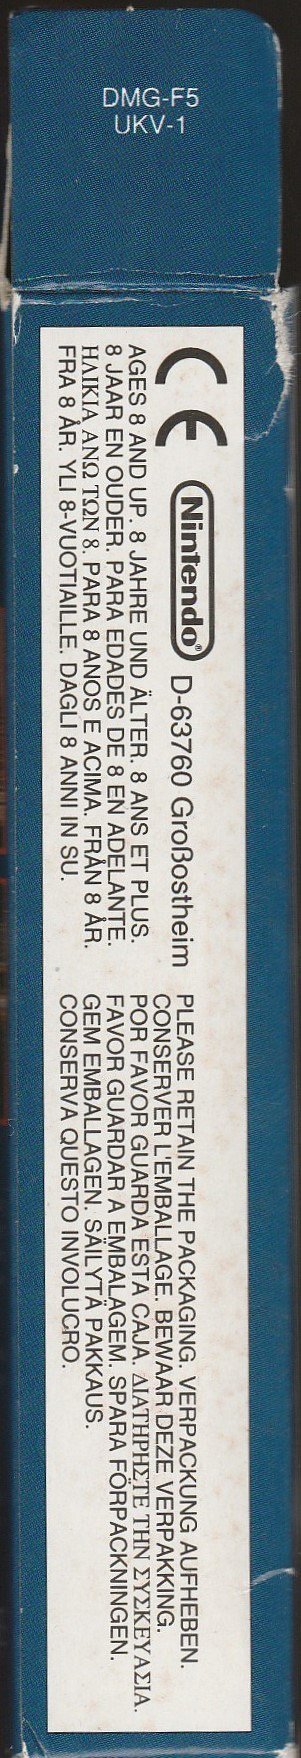 DMG-F5
UKV-1
CE
Nintendo® D-63760 Großostheim
AGES 8 AND UP. 8 JAHRE UND ÄLTER. 8 ANS ET PLUS.
8 JAAR EN OUDER. PARA EDADES DE 8 EN ADELANTE.
ΗΛΙΚΙΑ ΑΝΩ ΤΩΝ 8. PARA 8 ANOS E ACIMA. FRÅN 8 ÅR.
FRA 8 ÅR. YLI 8-VUOTIAILLE. DAGLI 8 ANNI IN SU.
PLEASE RETAIN THE PACKAGING. VERPACKUNG AUFHEBEN.
CONSERVER L'EMBALLAGE. BEWAAR DEZE VERPAKKING.
POR FAVOR GUARDA ESTA CAJA. ΔΙΑΤΗΡΗΣΤΕ ΤΗΝ ΣΥΣΚΕΥΑΣΙΑ.
FAVOR GUARDAR A EMBALAGEM. SPARA FÖRPACKNINGEN.
GEM EMBALLAGEN. SÄILYTÄ PAKKAUS.
CONSERVA QUESTO INVOLUCRO.